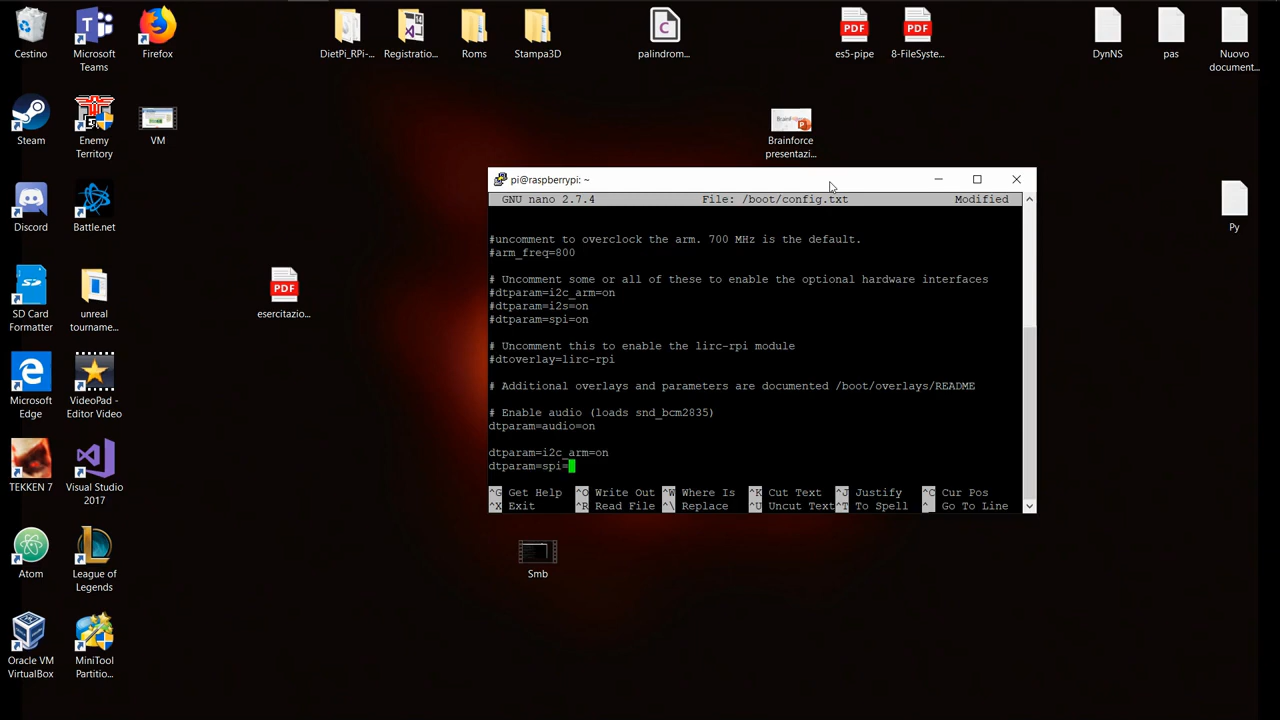 Cestino
Microsoft
Teams
Firefox
DietPi_RPi-...
Registratio...
Roms
Stampa3D
palindrom...
es5-pipe
8-FileSyste...
DynNS
pas
Nuovo
document...
Steam
Enemy
Territory
VM
Brainforce
presentazi...
Discord
Battle.net
Py
SD Card
Formatter
unreal
tourname...
esercitazio...
Microsoft
Edge
VideoPad -
Editor Video
TEKKEN 7
Visual Studio
2017
Atom
League of
Legends
Smb
Oracle VM
VirtualBox
MiniTool
Partitio...
pi@raspberrypi: ~
GNU nano 2.7.4 File: /boot/config.txt Modified
#uncomment to overclock the arm. 700 MHz is the default.
#arm_freq=800
# Uncomment some or all of these to enable the optional hardware interfaces
#dtparam=i2c_arm=on
#dtparam=i2s=on
#dtparam=spi=on
# Uncomment this to enable the lirc-rpi module
#dtoverlay=lirc-rpi
# Additional overlays and parameters are documented /boot/overlays/README
# Enable audio (loads snd_bcm2835)
dtparam=audio=on
dtparam=i2c_arm=on
dtparam=spi=
^G Get Help ^O Write Out ^W Where Is ^K Cut Text ^J Justify ^C Cur Pos
^X Exit ^R Read File ^\ Replace ^U Uncut Text ^T To Spell ^_ Go To Line